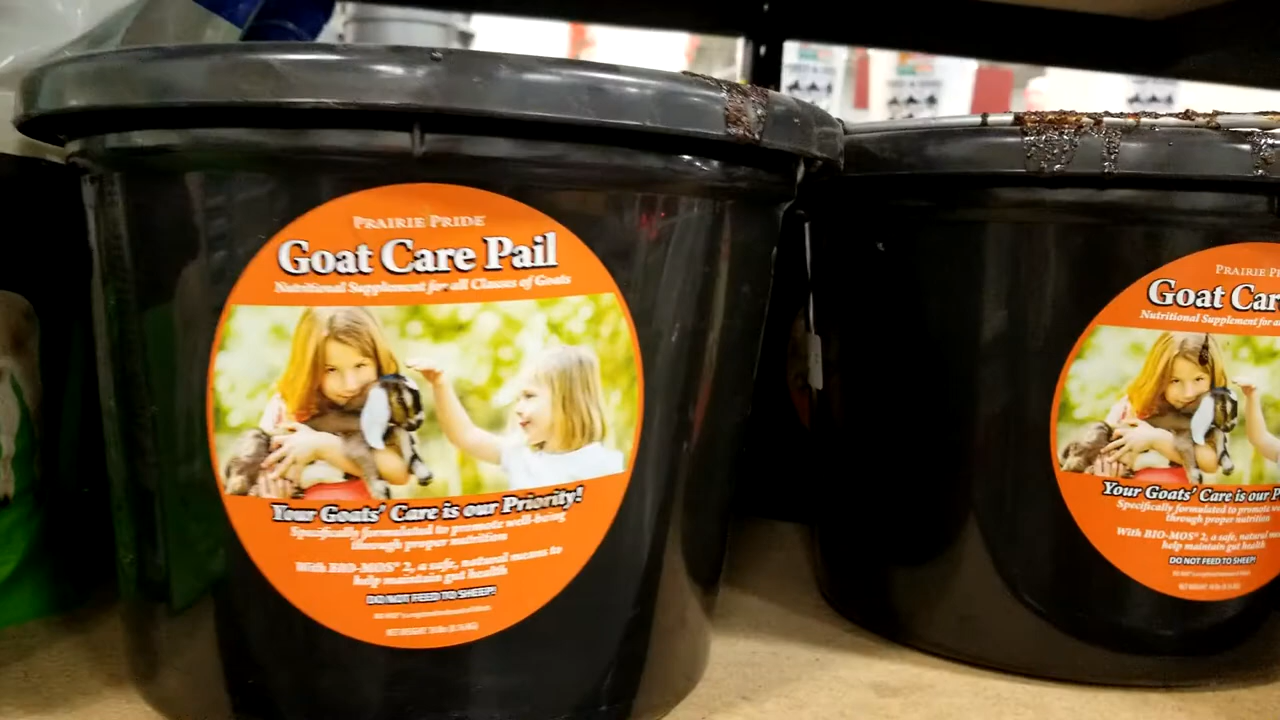 PRAIRIE PRIDE
Goat Care Pail
Nutritional Supplement for all Classes of Goats
Your Goats' Care is our Priority!
Specifically formulated to promote well-being
through proper nutrition
With BIO-MOS® 2, a safe, natural means to
help maintain gut health
DO NOT FEED TO SHEEP!
PRAIRIE
Goat Car
Nutritional Supplement for
Your Goats' Care is our
Specifically formulated to promote
through proper nutrition
With BIO-MOS® 2, a safe, natural
help maintain gut health
DO NOT FEED TO SHEEP!